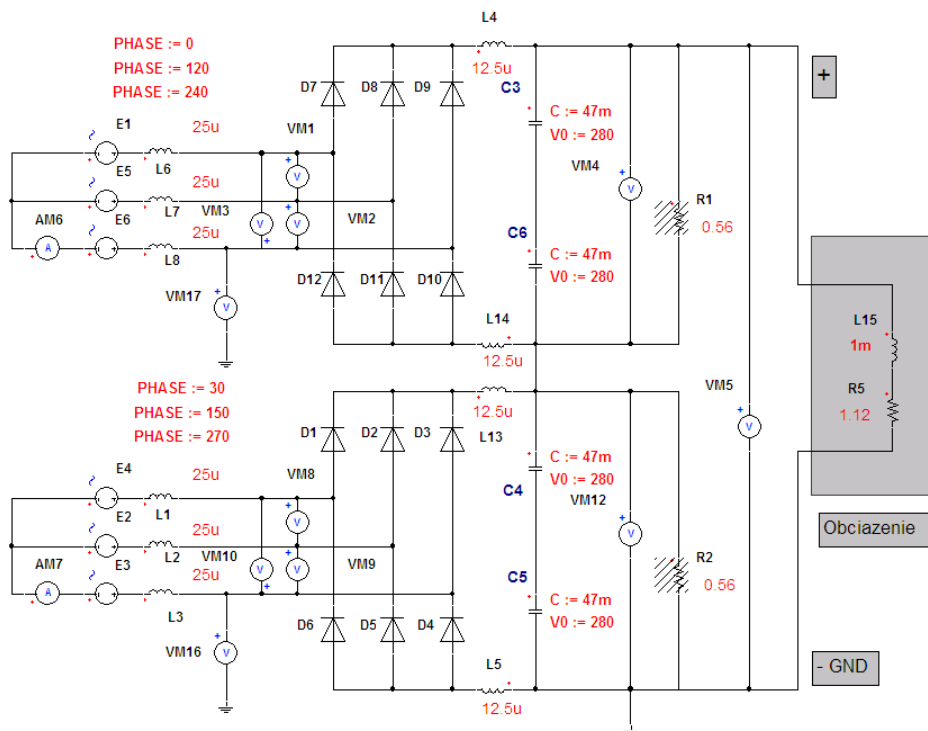 L4
PHASE := 0
PHASE := 120
PHASE := 240
12.5u
D7 D8 D9
C3
+
C := 47m
V0 := 280
E1
25u
VM1
L6
E5
25u
VM4
R1
0.56
AM6
E6
L7
VM3
VM2
25u
C6
C := 47m
V0 := 280
L8
D12 D11 D10
VM17
L14
12.5u
L15
1m
R5
1.12
VM5
PHASE := 30
PHASE := 150
PHASE := 270
12.5u
D1 D2 D3
L13
C := 47m
V0 := 280
C4
VM12
E4
25u
VM8
L1
E2
25u
Obciazenie
AM7
E3
L2
VM10
VM9
25u
C5
C := 47m
V0 := 280
R2
0.56
L3
D6 D5 D4
VM16
L5
12.5u
- GND
V
V
V
V
V
V
V
V
V
V
V
A
A